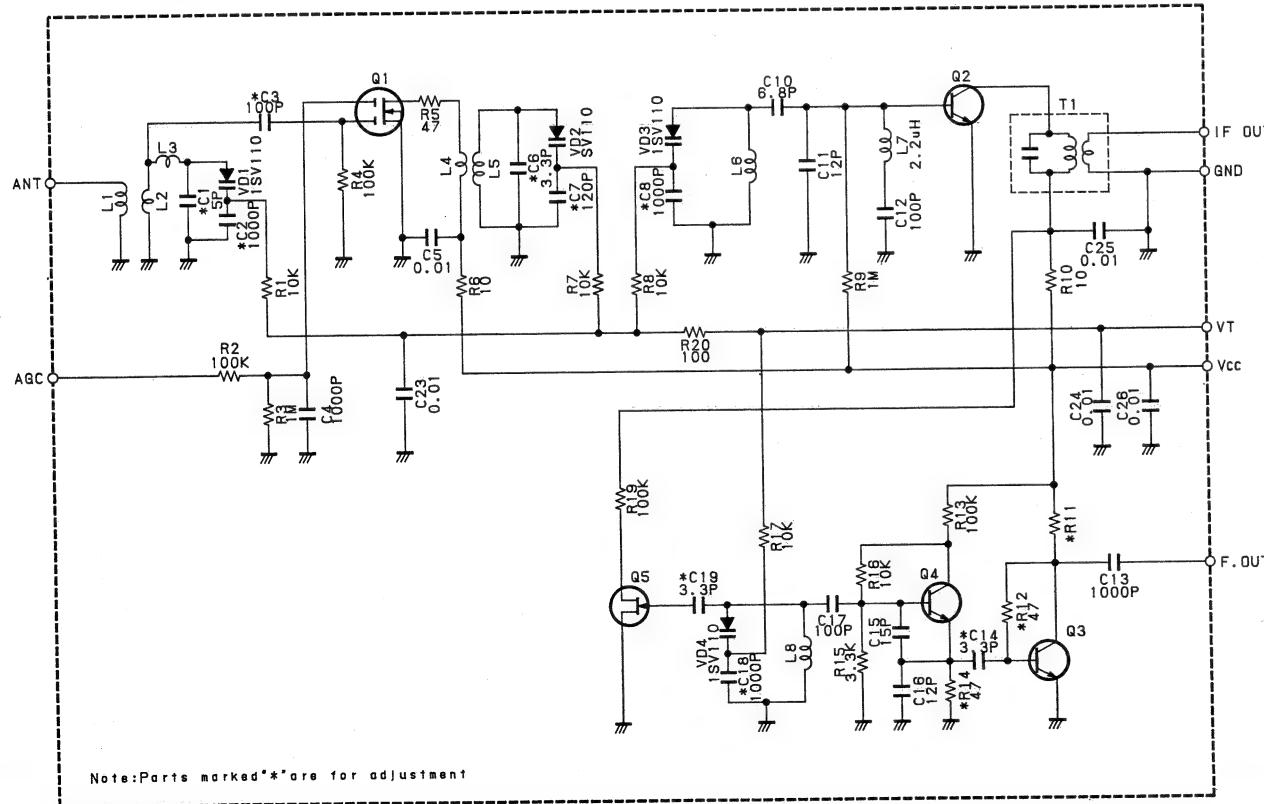 Q1
*C3
100P
R5
47
L3
ANT
L1
L2
*C1
5P
VD1
1SV110
*C2
1000P
R4
100K
L4
L5
*C6
3.3P
VD2
SV110
*C7
120P
C5
0.01
R1
10K
R6
10
R7
10K
VD3
1SV110
*C8
1000P
R8
10K
L6
C10
6.8P
C11
12P
L7
2.2uH
C12
100P
R9
1M
Q2
T1
IF OUT
GND
C25
0.01
R10
10
VT
Vcc
R20
100
AGC
R2
100K
R3
1M
C4
1000P
C23
0.01
C24
0.01
C26
0.01
R19
100K
R17
10K
R13
100K
*R11
Q5
*C19
3.3P
VD4
1SV110
*C18
1000P
L8
C17
100P
R16
10K
R15
3.3K
C15
15P
C16
12P
Q4
*R14
47
*C14
3.3P
*R12
47
Q3
C13
1000P
F.OUT
Note:Parts marked"*"are for adjustment